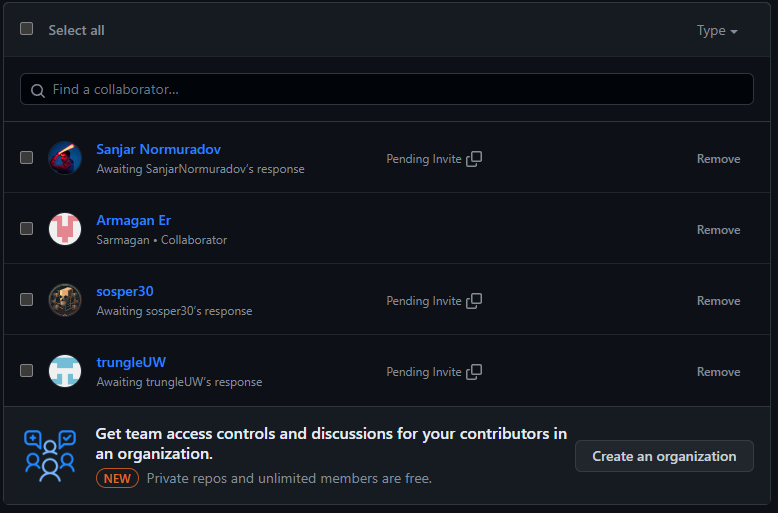 Select all
Type
Find a collaborator...
Sanjar Normuradov
Awaiting SanjarNormuradov's response
Pending Invite
Remove
Armagan Er
Sarmagan • Collaborator
Remove
sosper30
Awaiting sosper30's response
Pending Invite
Remove
trungleUW
Awaiting trungleUW's response
Pending Invite
Remove
Get team access controls and discussions for your contributors in
an organization.
NEW Private repos and unlimited members are free.
Create an organization